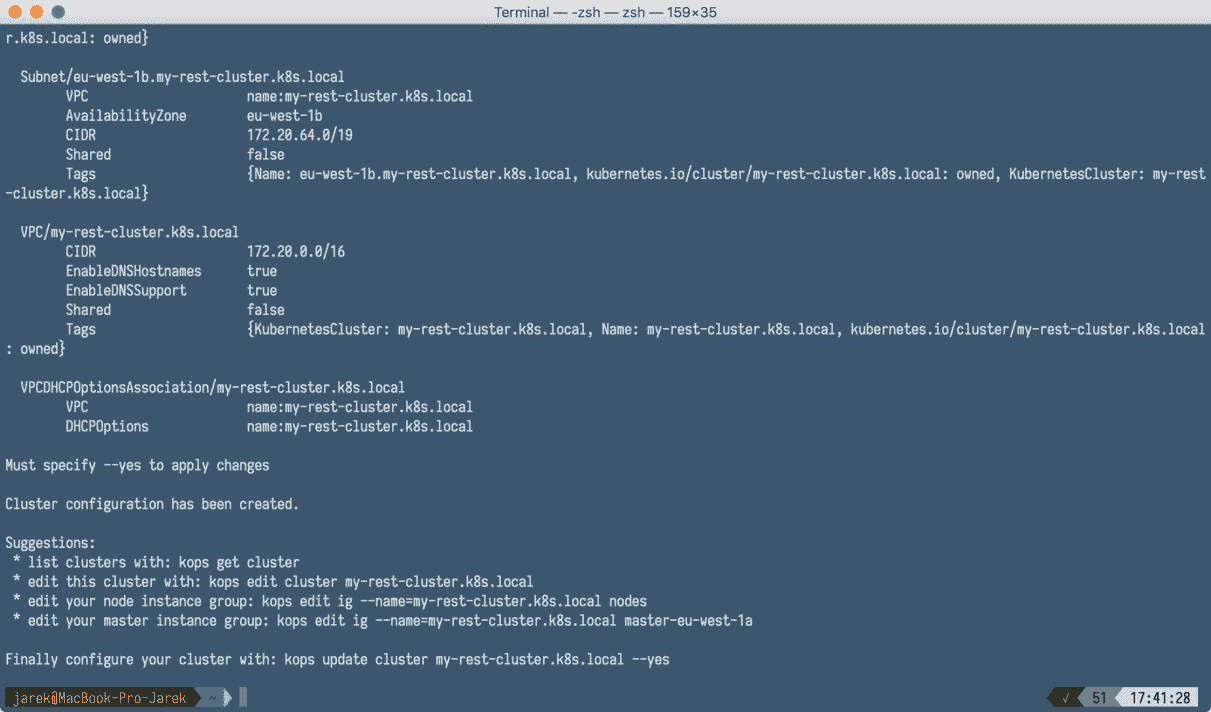 Terminal — -zsh — zsh — 159×35
r.k8s.local: owned}
Subnet/eu-west-1b.my-rest-cluster.k8s.local
VPC name:my-rest-cluster.k8s.local
AvailabilityZone eu-west-1b
CIDR 172.20.64.0/19
Shared false
Tags {Name: eu-west-1b.my-rest-cluster.k8s.local, kubernetes.io/cluster/my-rest-cluster.k8s.local: owned, KubernetesCluster: my-rest
-cluster.k8s.local}
VPC/my-rest-cluster.k8s.local
CIDR 172.20.0.0/16
EnableDNSHostnames true
EnableDNSSupport true
Shared false
Tags {KubernetesCluster: my-rest-cluster.k8s.local, Name: my-rest-cluster.k8s.local, kubernetes.io/cluster/my-rest-cluster.k8s.local
: owned}
VPCDHCPOptionsAssociation/my-rest-cluster.k8s.local
VPC name:my-rest-cluster.k8s.local
DHCPOptions name:my-rest-cluster.k8s.local
Must specify --yes to apply changes
Cluster configuration has been created.
Suggestions:
* list clusters with: kops get cluster
* edit this cluster with: kops edit cluster my-rest-cluster.k8s.local
* edit your node instance group: kops edit ig --name=my-rest-cluster.k8s.local nodes
* edit your master instance group: kops edit ig --name=my-rest-cluster.k8s.local master-eu-west-1a
Finally configure your cluster with: kops update cluster my-rest-cluster.k8s.local --yes
jarek@MacBook-Pro-Jarek ~ ✓ 51 17:41:28